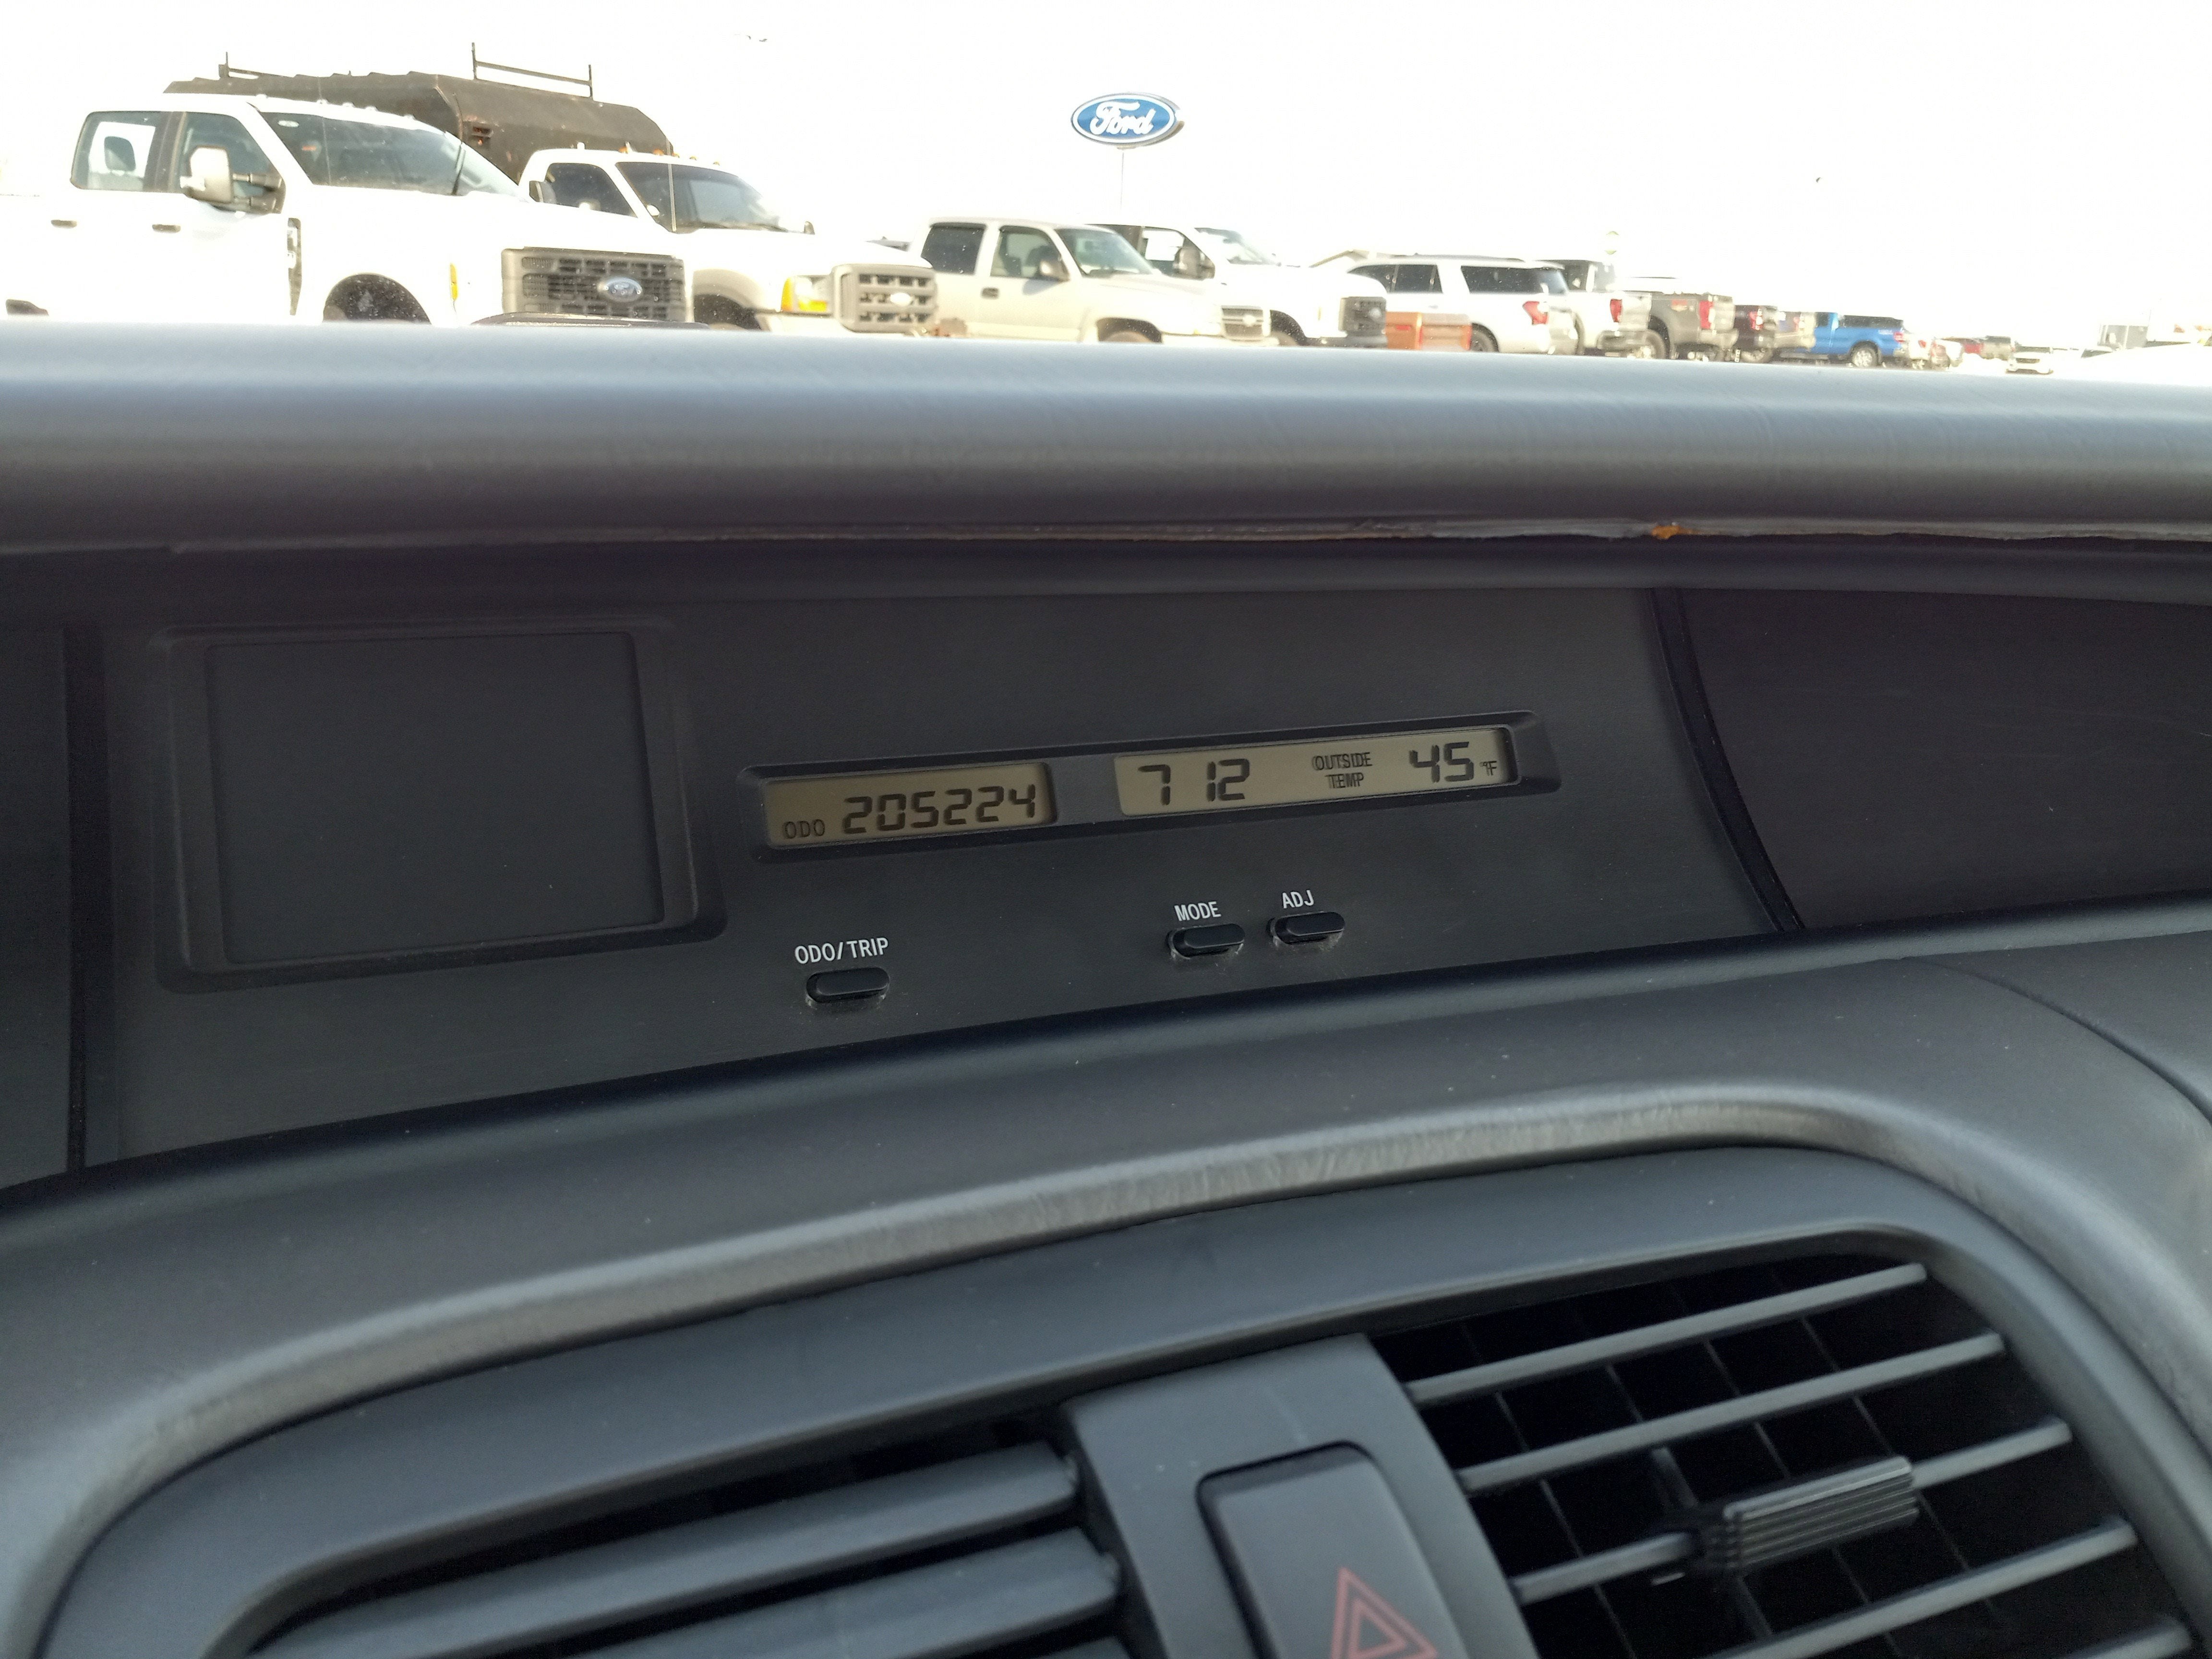 Ford
ODO 205224
7 12 OUTSIDE TEMP 45 °F
ODO/TRIP
MODE ADJ